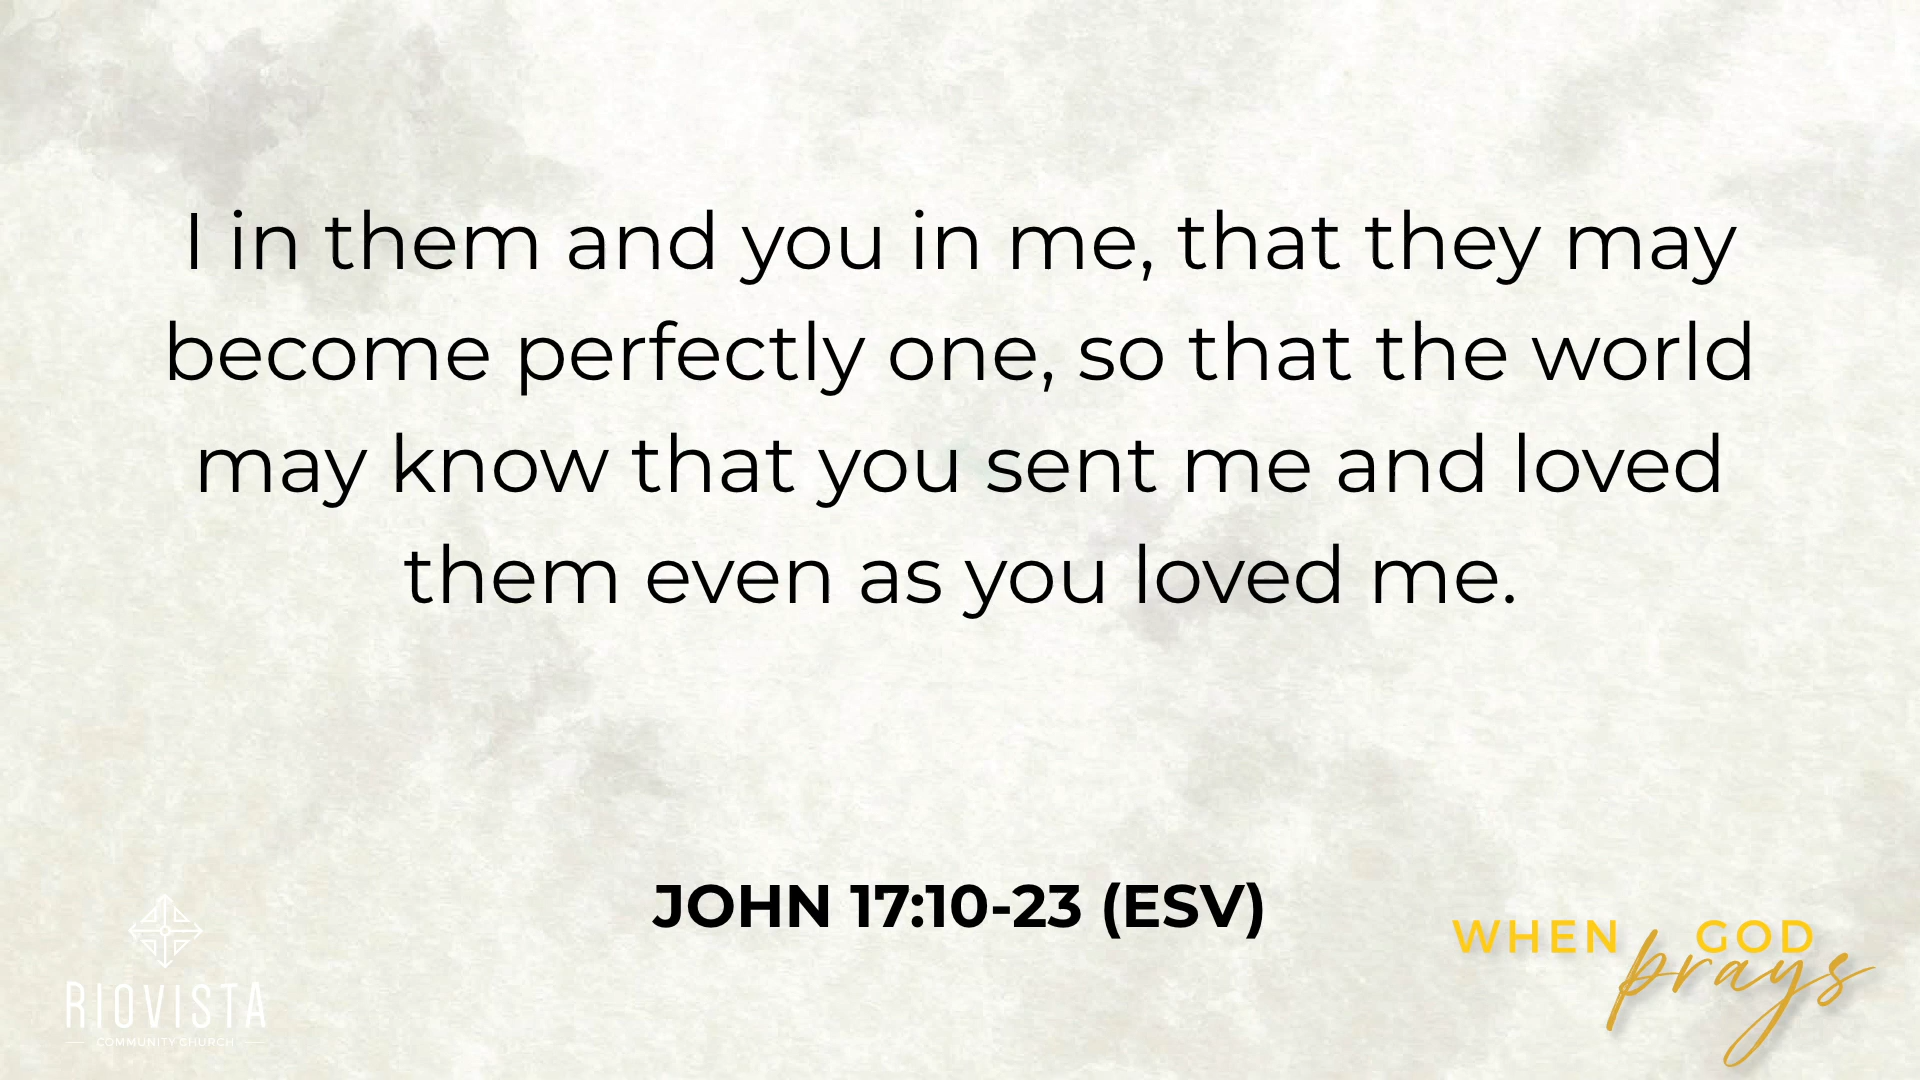 I in them and you in me, that they may
become perfectly one, so that the world
may know that you sent me and loved
them even as you loved me.
JOHN 17:10-23 (ESV)
WHEN GOD
prays
RIOVISTA
COMMUNITY CHURCH